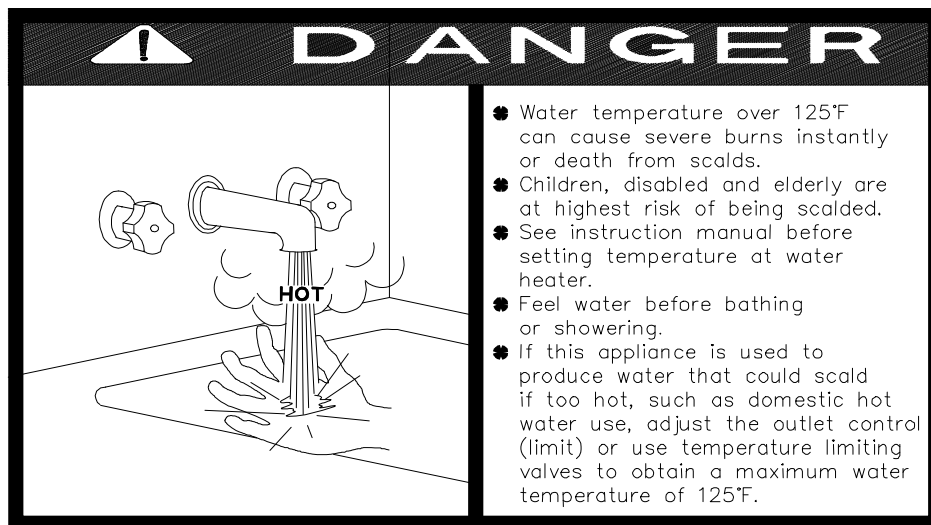 DANGER
HOT
Water temperature over 125°F
can cause severe burns instantly
or death from scalds.
Children, disabled and elderly are
at highest risk of being scalded.
See instruction manual before
setting temperature at water
heater.
Feel water before bathing
or showering.
If this appliance is used to
produce water that could scald
if too hot, such as domestic hot
water use, adjust the outlet control
(limit) or use temperature limiting
valves to obtain a maximum water
temperature of 125°F.